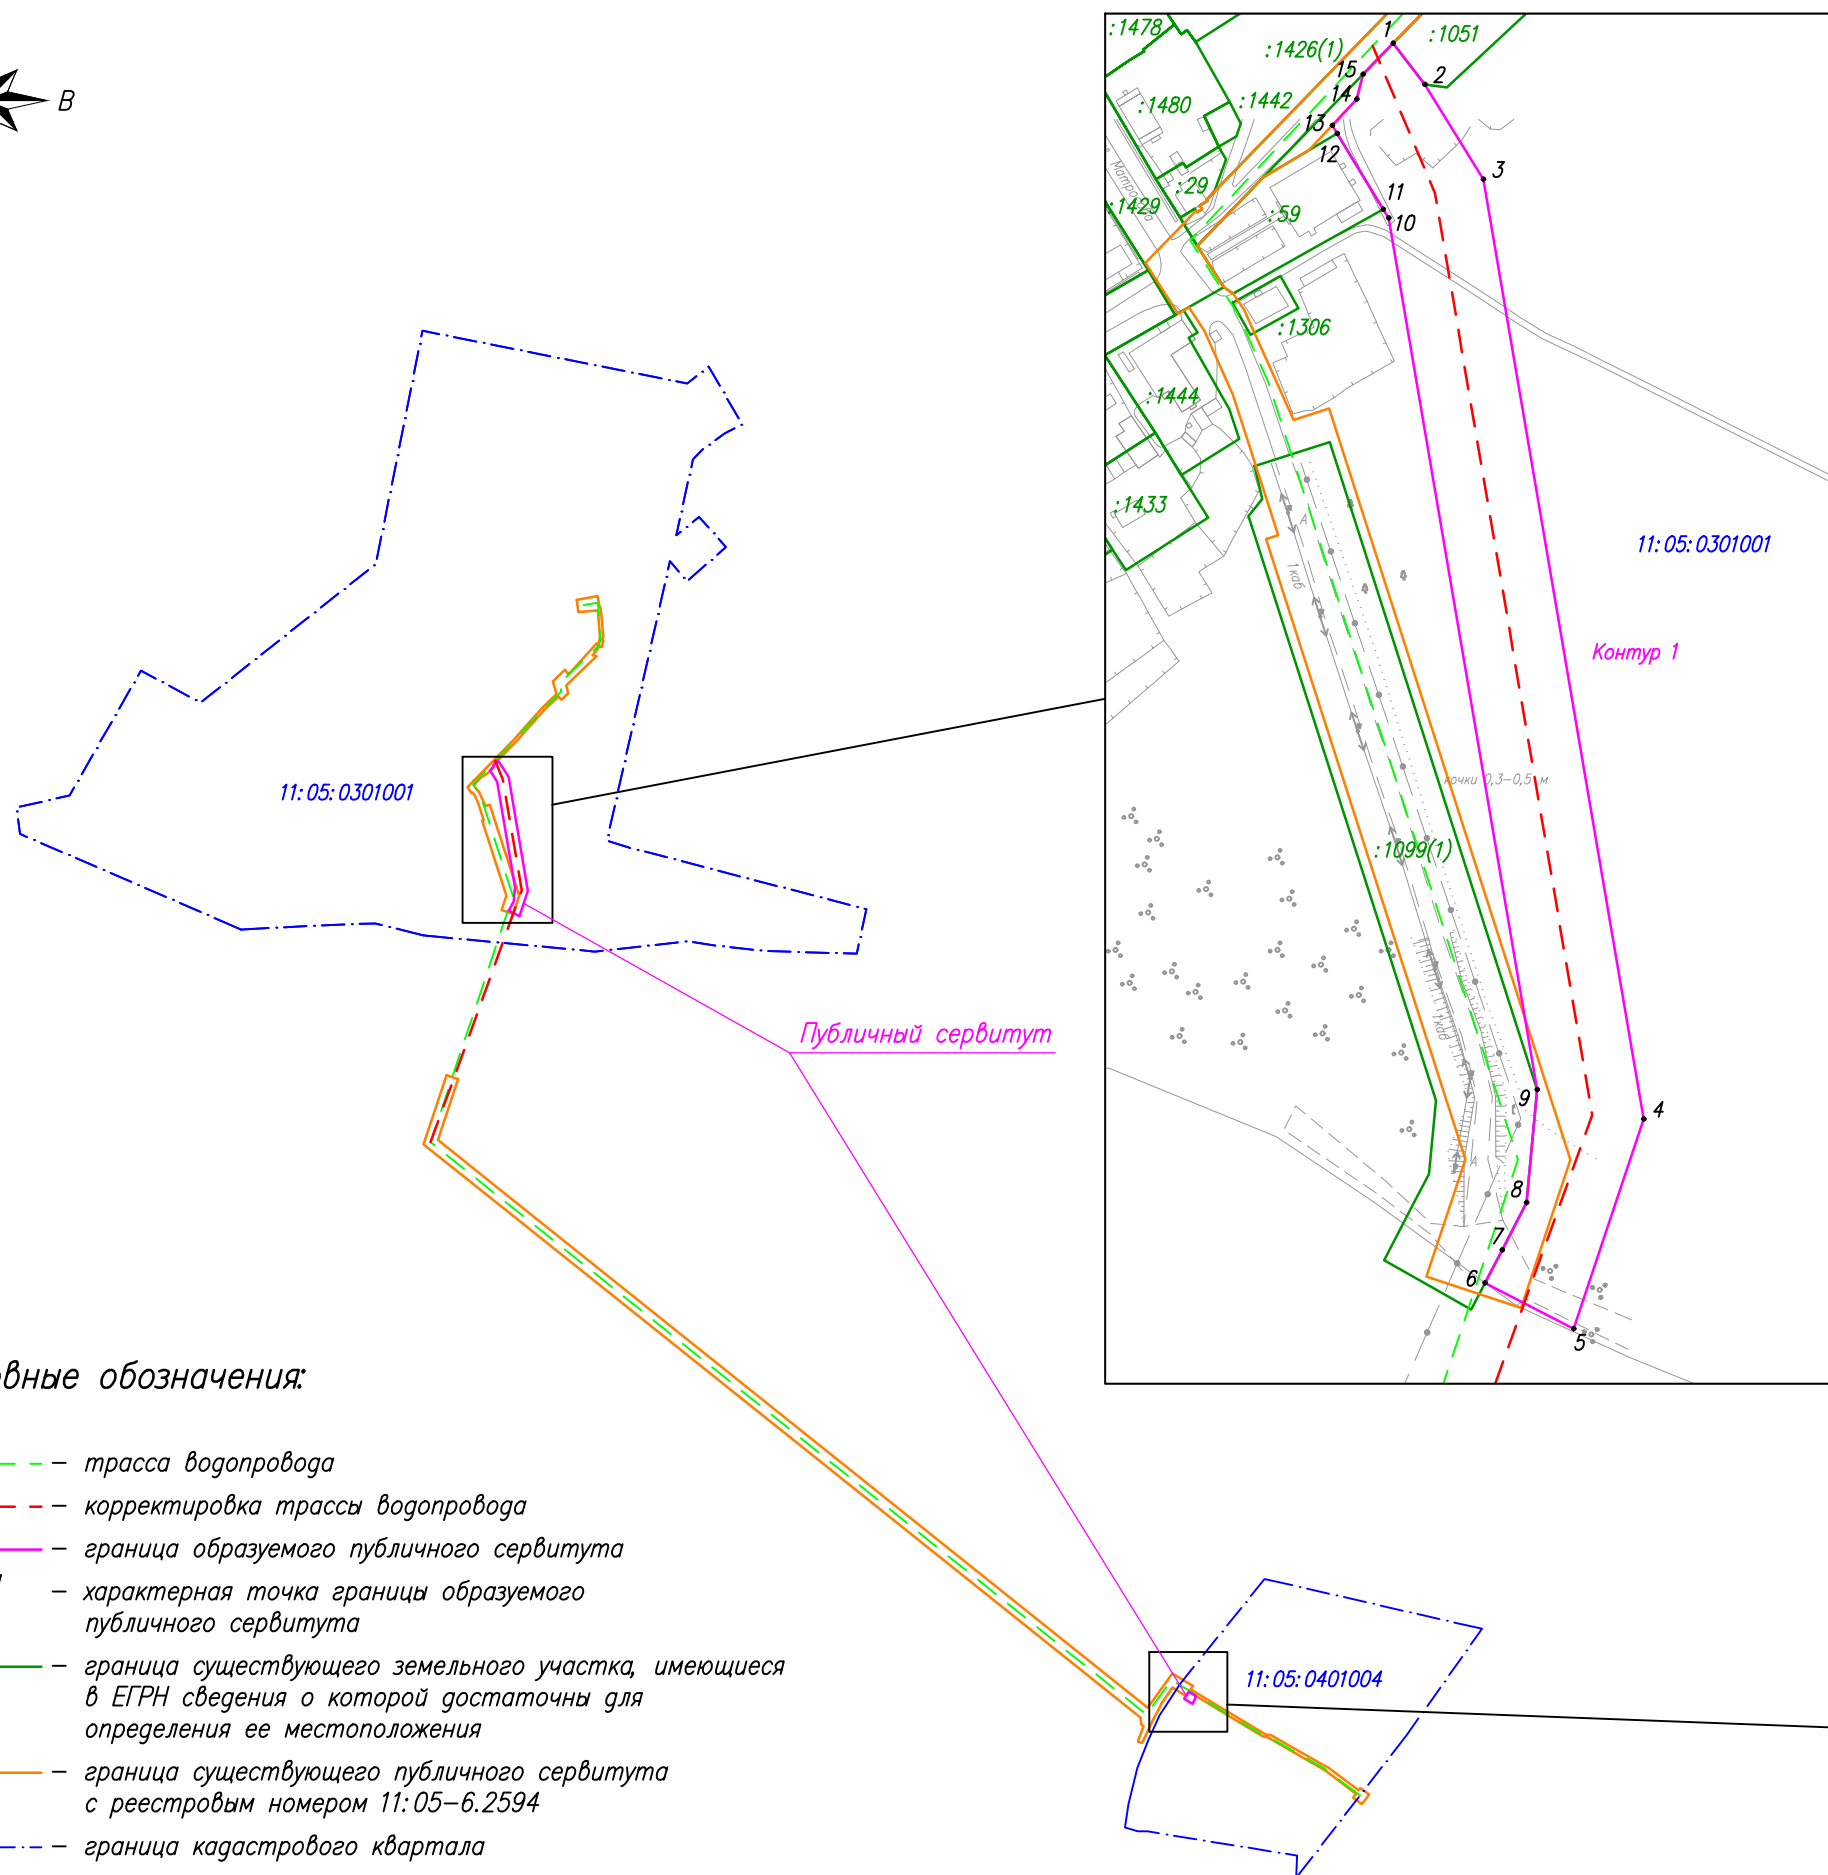 В
:1478
:1426(1)
1
:1051
15
2
:1480
:1442
14
13
12
3
:29
:1429
:59
11
10
:1306
:1444
:1433
А
1каб
11:05:0301001
Контур 1
кочки 0,3-0,5 м
:1099(1)
1каб
9
4
А
8
7
6
5
11:05:0301001
Публичный сервитут
вные обозначения:
– трасса водопровода
– корректировка трассы водопровода
– граница образуемого публичного сервитута
– характерная точка границы образуемого
публичного сервитута
– граница существующего земельного участка, имеющиеся
в ЕГРН сведения о которой достаточны для
определения ее местоположения
– граница существующего публичного сервитута
с реестровым номером 11:05-6.2594
– граница кадастрового квартала
11:05:0401004